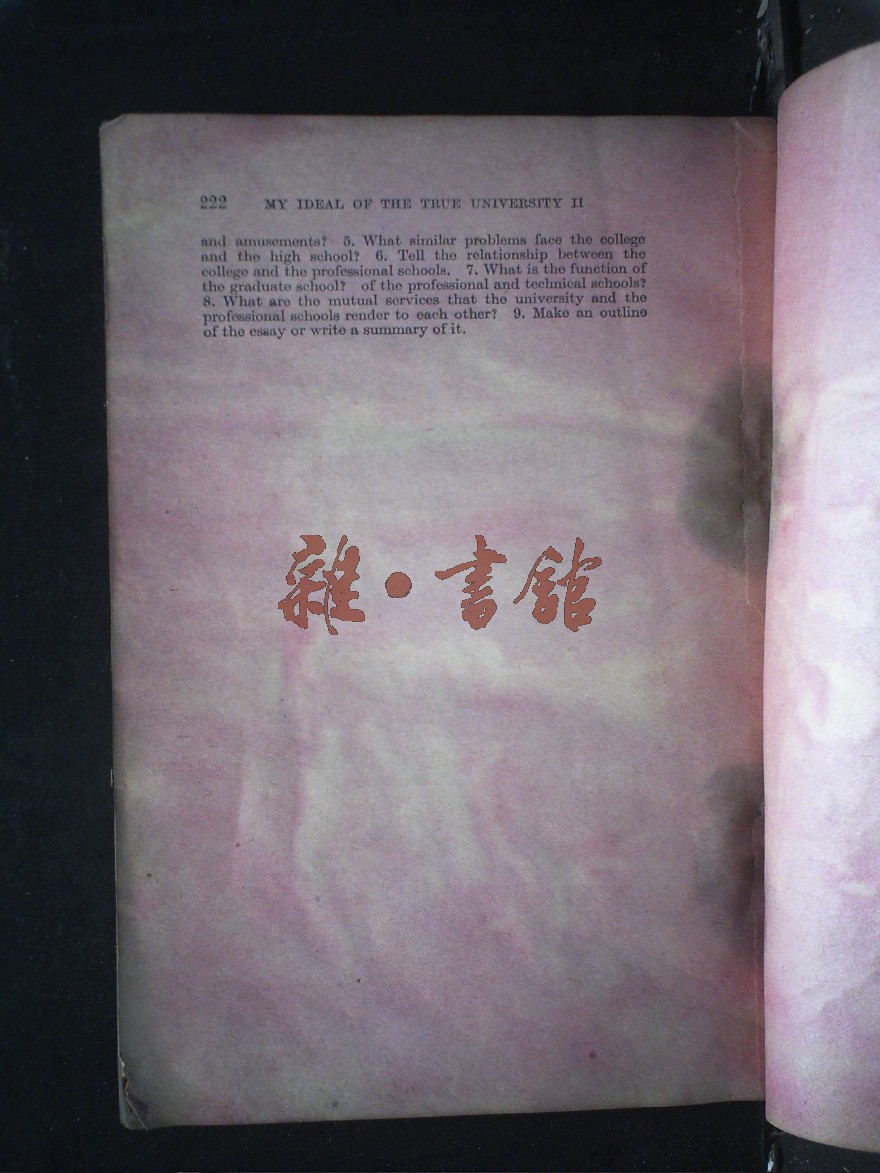 222 MY IDEAL OF THE TRUE UNIVERSITY II
and amusements? 5. What similar problems face the college
and the high school? 6. Tell the relationship between the
college and the professional schools. 7. What is the function of
the graduate school? of the professional and technical schools?
8. What are the mutual services that the university and the
professional schools render to each other? 9. Make an outline
of the essay or write a summary of it.
雜·書館